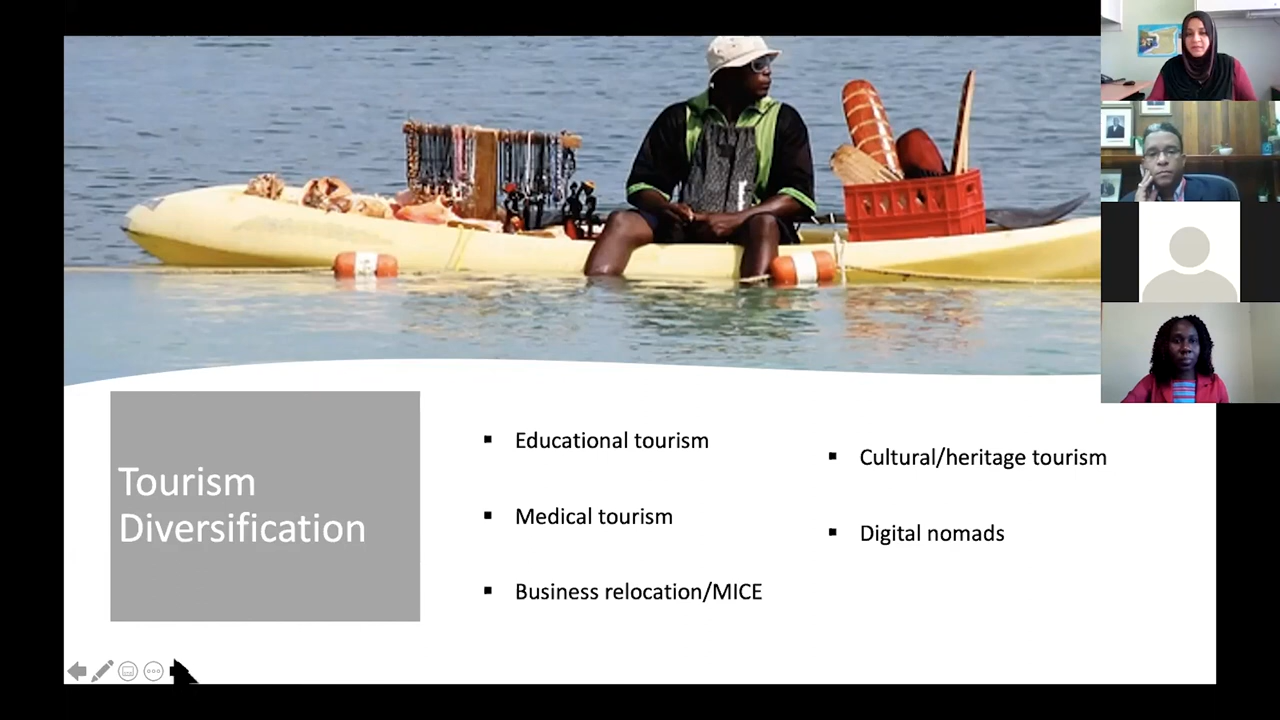 Tourism
Diversification
Educational tourism
Medical tourism
Business relocation/MICE
Cultural/heritage tourism
Digital nomads